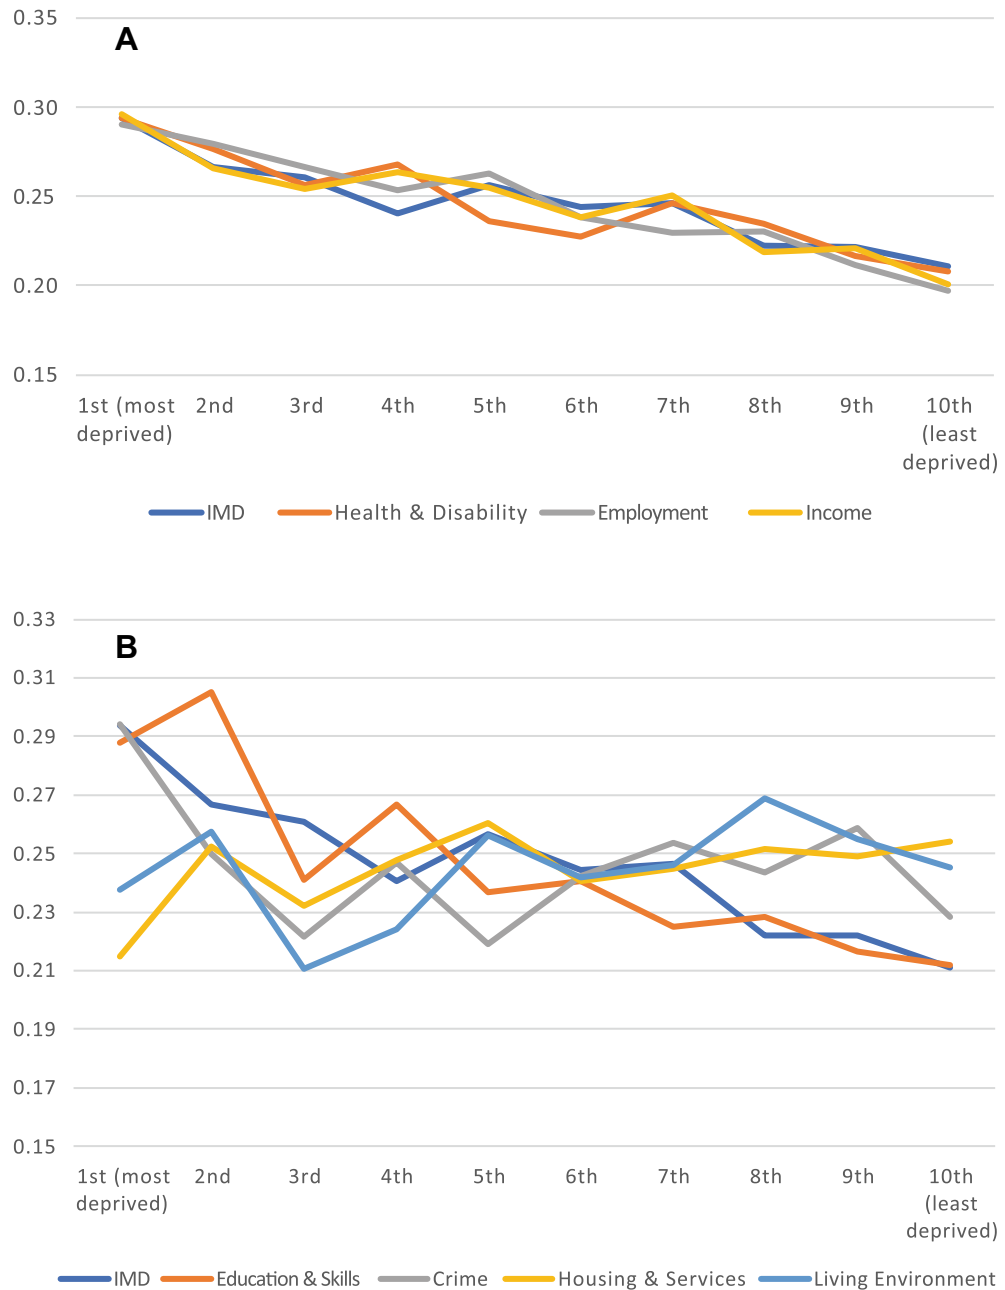 0.35
A
0.30
0.25
0.20
0.15
1st (most deprived) 2nd 3rd 4th 5th 6th 7th 8th 9th 10th (least deprived)
IMD Health & Disability Employment Income
0.33
B
0.31
0.29
0.27
0.25
0.23
0.21
0.19
0.17
0.15
1st (most deprived) 2nd 3rd 4th 5th 6th 7th 8th 9th 10th (least deprived)
IMD Education & Skills Crime Housing & Services Living Environment